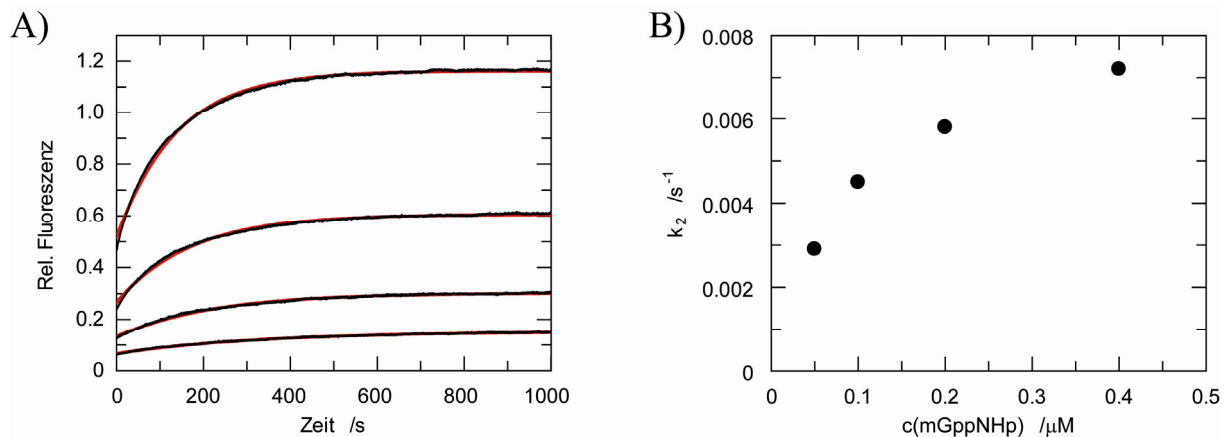 A)
Rel. Fluoreszenz
1.2
1.0
0.8
0.6
0.4
0.2
0
0 200 400 600 800 1000
Zeit /s
B)
k2 /s-1
0.008
0.006
0.004
0.002
0
0 0.1 0.2 0.3 0.4 0.5
c(mGppNHp) /µM